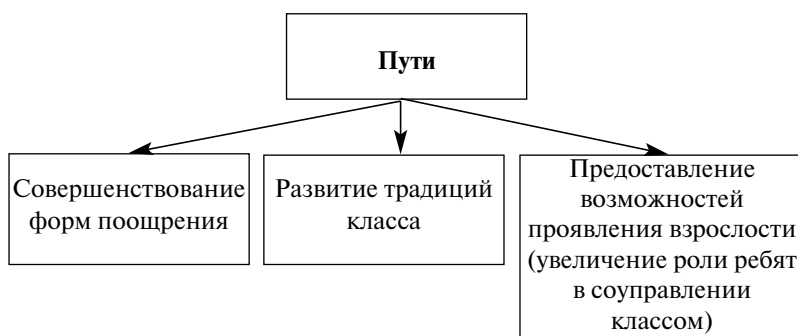 Пути
Совершенствование
форм поощрения
Развитие традиций
класса
Предоставление
возможностей
проявления взрослости
(увеличение роли ребят
в соуправлении
классом)